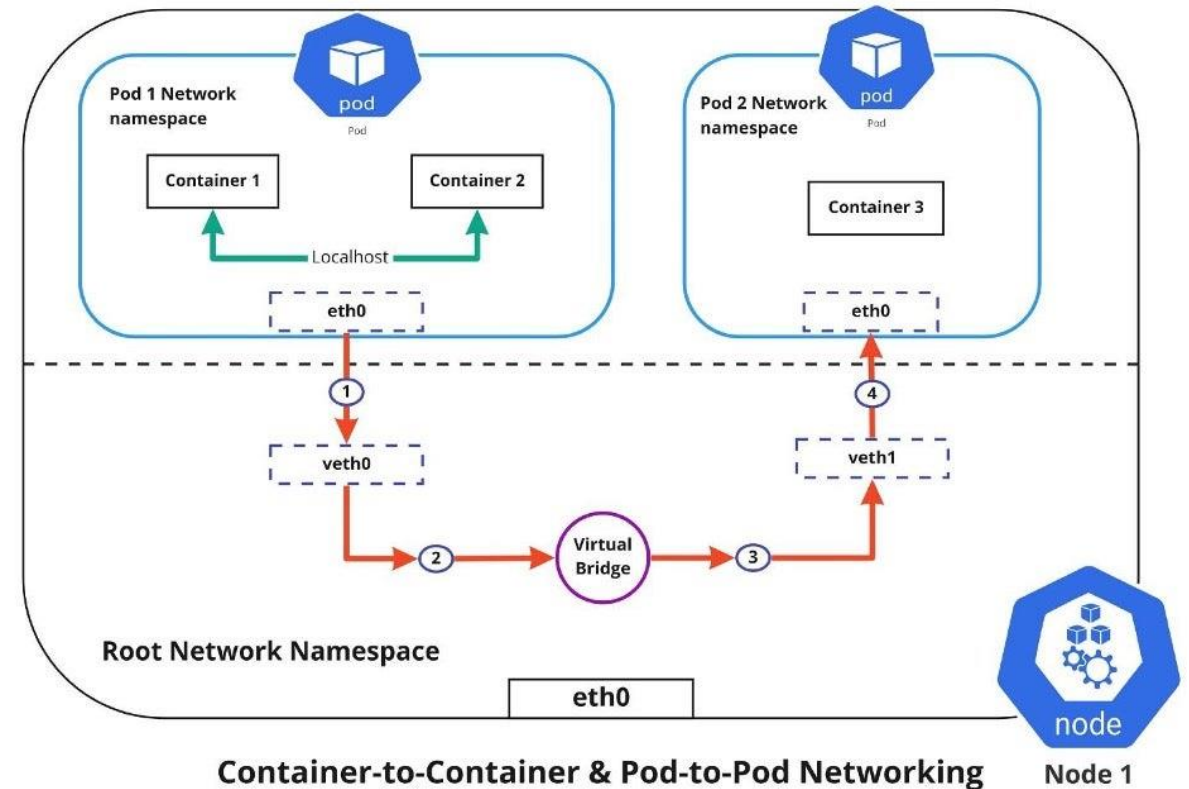 pod
Pod
Pod 1 Network
namespace
Container 1
Container 2
Localhost
eth0
pod
Pod
Pod 2 Network
namespace
Container 3
eth0
1
4
veth0
veth1
2
Virtual
Bridge
3
Root Network Namespace
eth0
node
Container-to-Container & Pod-to-Pod Networking
Node 1